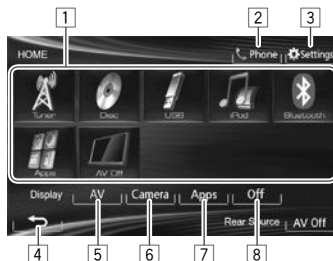 1 2 3
HOME Phone Settings
Tuner Disc USB iPod Bluetooth
Apps AV Off
Display AV Camera Apps Off
Rear Source AV Off
4 5 6 7 8